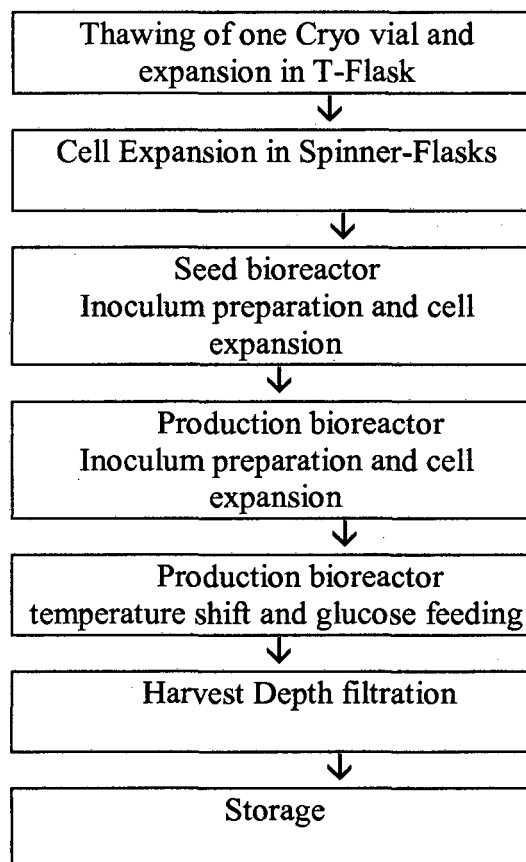 Thawing of one Cryo vial and
expansion in T-Flask
Cell Expansion in Spinner-Flasks
Seed bioreactor
Inoculum preparation and cell
expansion
Production bioreactor
Inoculum preparation and cell
expansion
Production bioreactor
temperature shift and glucose feeding
Harvest Depth filtration
Storage